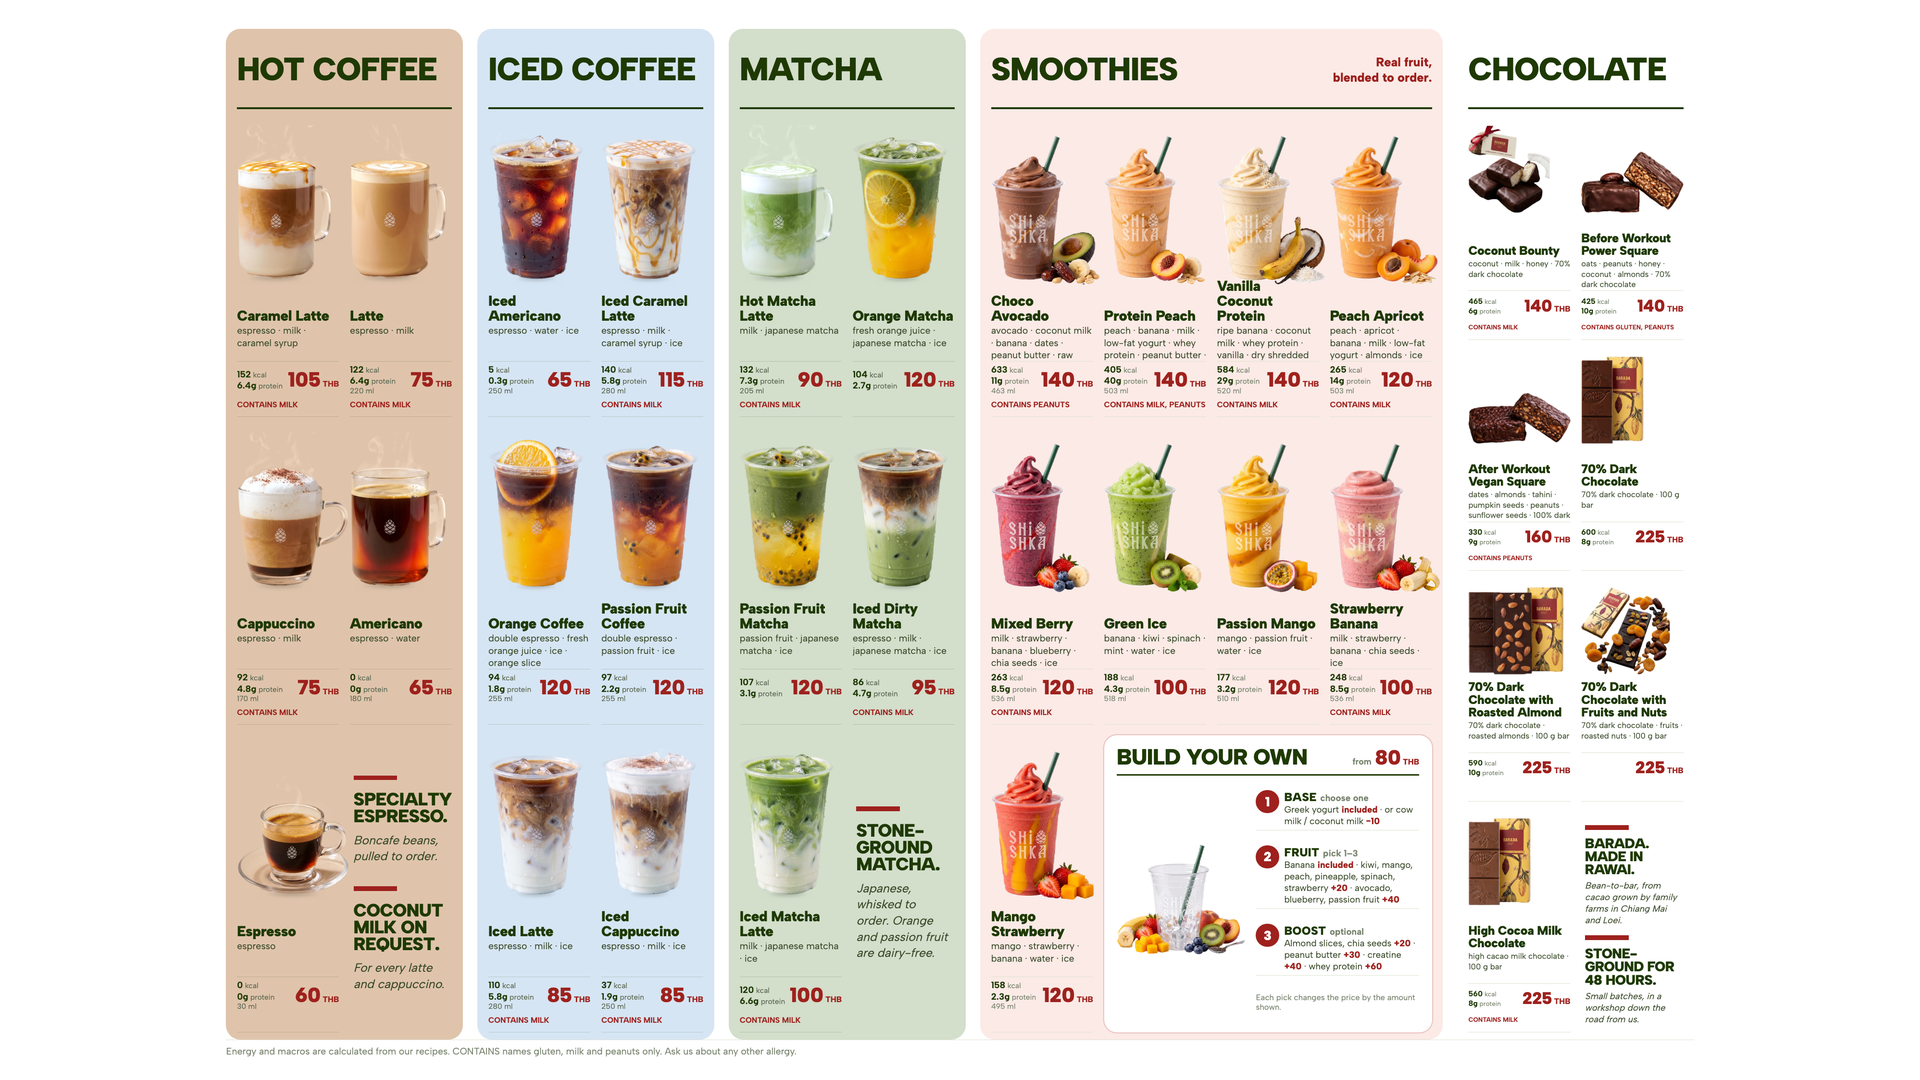 HOT COFFEE
Caramel Latte
espresso · milk ·
caramel syrup
152 kcal
6.4g protein
105 THB
CONTAINS MILK
Latte
espresso · milk
122 kcal
6.4g protein
220 ml
75 THB
CONTAINS MILK
Cappuccino
espresso · milk
92 kcal
4.8g protein
170 ml
75 THB
CONTAINS MILK
Americano
espresso · water
0 kcal
0g protein
180 ml
65 THB
Espresso
espresso
0 kcal
0g protein
30 ml
60 THB
SPECIALTY
ESPRESSO.
Boncafe beans,
pulled to order.
COCONUT
MILK ON
REQUEST.
For every latte
and cappuccino.
ICED COFFEE
Iced
Americano
espresso · water · ice
5 kcal
0.3g protein
250 ml
65 THB
Iced Caramel
Latte
espresso · milk ·
caramel syrup · ice
140 kcal
5.8g protein
280 ml
115 THB
CONTAINS MILK
Orange Coffee
double espresso · fresh
orange juice · ice ·
orange slice
94 kcal
1.8g protein
255 ml
120 THB
Passion Fruit
Coffee
double espresso ·
passion fruit · ice
97 kcal
2.2g protein
255 ml
120 THB
Iced Latte
espresso · milk · ice
110 kcal
5.8g protein
280 ml
85 THB
CONTAINS MILK
Iced
Cappuccino
espresso · milk · ice
37 kcal
1.9g protein
250 ml
85 THB
CONTAINS MILK
MATCHA
Hot Matcha
Latte
milk · japanese matcha
132 kcal
7.3g protein
205 ml
90 THB
CONTAINS MILK
Orange Matcha
fresh orange juice ·
japanese matcha · ice
104 kcal
2.7g protein
120 THB
Passion Fruit
Matcha
passion fruit · japanese
matcha · ice
107 kcal
3.1g protein
120 THB
Iced Dirty
Matcha
espresso · milk ·
japanese matcha · ice
86 kcal
4.7g protein
95 THB
CONTAINS MILK
Iced Matcha
Latte
milk · japanese matcha
· ice
120 kcal
6.6g protein
100 THB
CONTAINS MILK
STONE-
GROUND
MATCHA.
Japanese,
whisked to
order. Orange
and passion fruit
are dairy-free.
SMOOTHIES
Real fruit,
blended to order.
SHi
SHKA
SHi
SHKA
SHi
SHKA
SHi
SHKA
Choco
Avocado
avocado · coconut milk
· banana · dates ·
peanut butter · raw
633 kcal
11g protein
463 ml
140 THB
CONTAINS PEANUTS
Protein Peach
peach · banana · milk ·
low-fat yogurt · whey
protein · peanut butter ·
405 kcal
40g protein
503 ml
140 THB
CONTAINS MILK, PEANUTS
Vanilla
Coconut
Protein
ripe banana · coconut
milk · whey protein ·
vanilla · dry shredded
584 kcal
29g protein
520 ml
140 THB
CONTAINS MILK
Peach Apricot
peach · apricot ·
banana · milk · low-fat
yogurt · almonds · ice
265 kcal
14g protein
503 ml
120 THB
CONTAINS MILK
SHi
SHKA
SHi
SHKA
SHi
SHKA
SHi
SHKA
Mixed Berry
milk · strawberry ·
banana · blueberry ·
chia seeds · ice
263 kcal
8.5g protein
536 ml
120 THB
CONTAINS MILK
Green Ice
banana · kiwi · spinach ·
mint · water · ice
188 kcal
4.3g protein
518 ml
100 THB
Passion Mango
mango · passion fruit ·
water · ice
177 kcal
3.2g protein
510 ml
120 THB
Strawberry
Banana
milk · strawberry ·
banana · chia seeds ·
ice
248 kcal
8.5g protein
536 ml
100 THB
CONTAINS MILK
SHi
SHKA
Mango
Strawberry
mango · strawberry ·
banana · water · ice
158 kcal
2.3g protein
495 ml
120 THB
BUILD YOUR OWN
from 80 THB
1 BASE choose one
Greek yogurt included · or cow
milk / coconut milk −10
2 FRUIT pick 1–3
Banana included · kiwi, mango,
peach, pineapple, spinach,
strawberry +20 · avocado,
blueberry, passion fruit +40
3 BOOST optional
Almond slices, chia seeds +20 ·
peanut butter +30 · creatine
+40 · whey protein +60
Each pick changes the price by the amount
shown.
CHOCOLATE
Coconut Bounty
coconut · milk · honey · 70%
dark chocolate
465 kcal
6g protein
140 THB
CONTAINS MILK
Before Workout
Power Square
oats · peanuts · honey ·
coconut · almonds · 70%
dark chocolate
425 kcal
10g protein
140 THB
CONTAINS GLUTEN, PEANUTS
After Workout
Vegan Square
dates · almonds · tahini ·
pumpkin seeds · peanuts ·
sunflower seeds · 100% dark
330 kcal
9g protein
160 THB
CONTAINS PEANUTS
BARADA
70% Dark
Chocolate
70% dark chocolate · 100 g
bar
600 kcal
8g protein
225 THB
70% Dark
Chocolate with
Roasted Almond
70% dark chocolate ·
roasted almonds · 100 g bar
590 kcal
10g protein
225 THB
70% Dark
Chocolate with
Fruits and Nuts
70% dark chocolate · fruits ·
roasted nuts · 100 g bar
225 THB
BARADA
High Cocoa Milk
Chocolate
high cacao milk chocolate ·
100 g bar
560 kcal
8g protein
225 THB
CONTAINS MILK
BARADA.
MADE IN
RAWAI.
Bean-to-bar, from
cacao grown by family
farms in Chiang Mai
and Loei.
STONE-
GROUND FOR
48 HOURS.
Small batches, in a
workshop down the
road from us.
Energy and macros are calculated from our recipes. CONTAINS names gluten, milk and peanuts only. Ask us about any other allergy.